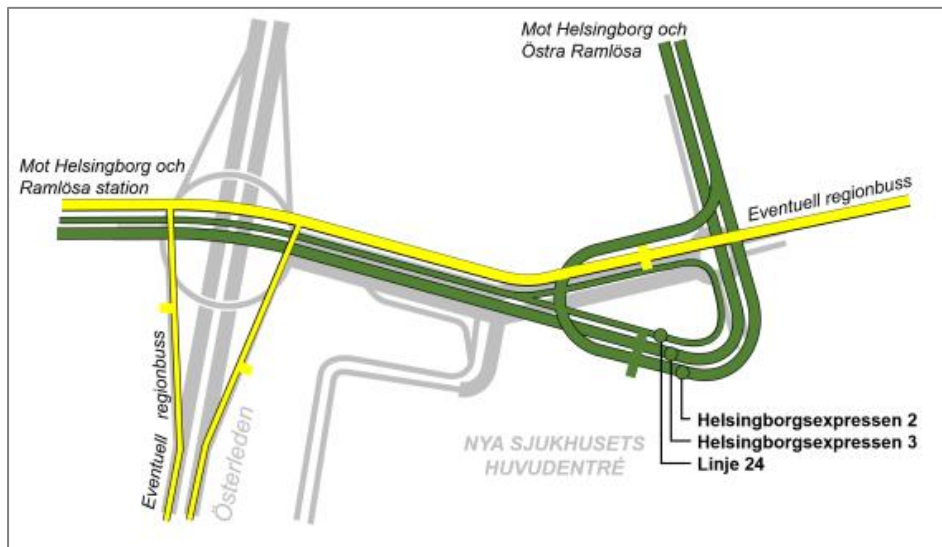 Mot Helsingborg och
Östra Ramlösa
Mot Helsingborg och
Ramlösa station
Eventuell regionbuss
Eventuell regionbuss
Österleden
Helsingborgsexpressen 2
Helsingborgsexpressen 3
Linje 24
NYA SJUKHUSETS
HUVUDENTRÉ